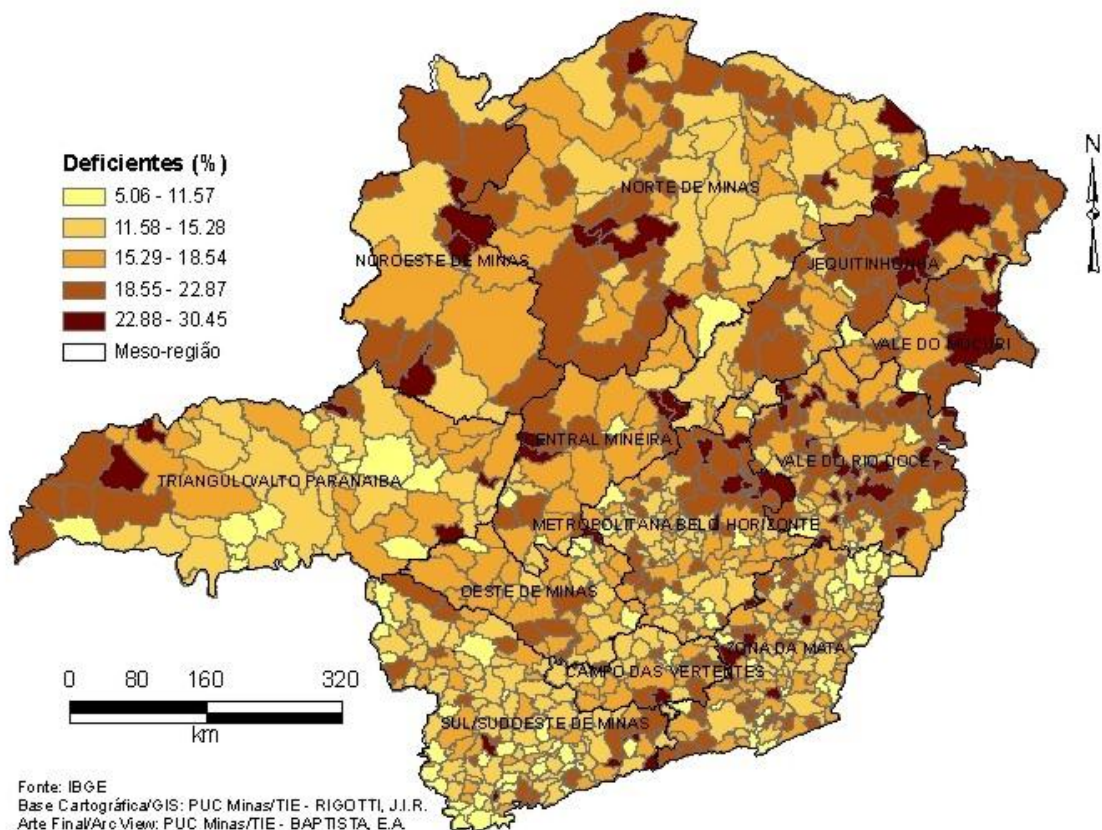 Deficientes (%)
5.06 - 11.57
11.58 - 15.28
15.29 - 18.54
18.55 - 22.87
22.88 - 30.45
Meso-região
N
NORTE DE MINAS
NOROESTE DE MINAS
JEQUITINHONHA
VALE DO MUCURI
CENTRAL MINEIRA
VALE DO RIO DOCE
TRIANGULO/ALTO PARANAIBA
METROPOLITANA BELO HORIZONTE
OESTE DE MINAS
ZONA DA MATA
CAMPO DAS VERTENTES
SUL/SUDOESTE DE MINAS
0 80 160 320
km
Fonte: IBGE
Base Cartográfica/GIS: PUC Minas/TIE - RIGOTTI, J.I.R.
Arte Final/Arc View: PUC Minas/TIE - BAPTISTA, E.A.